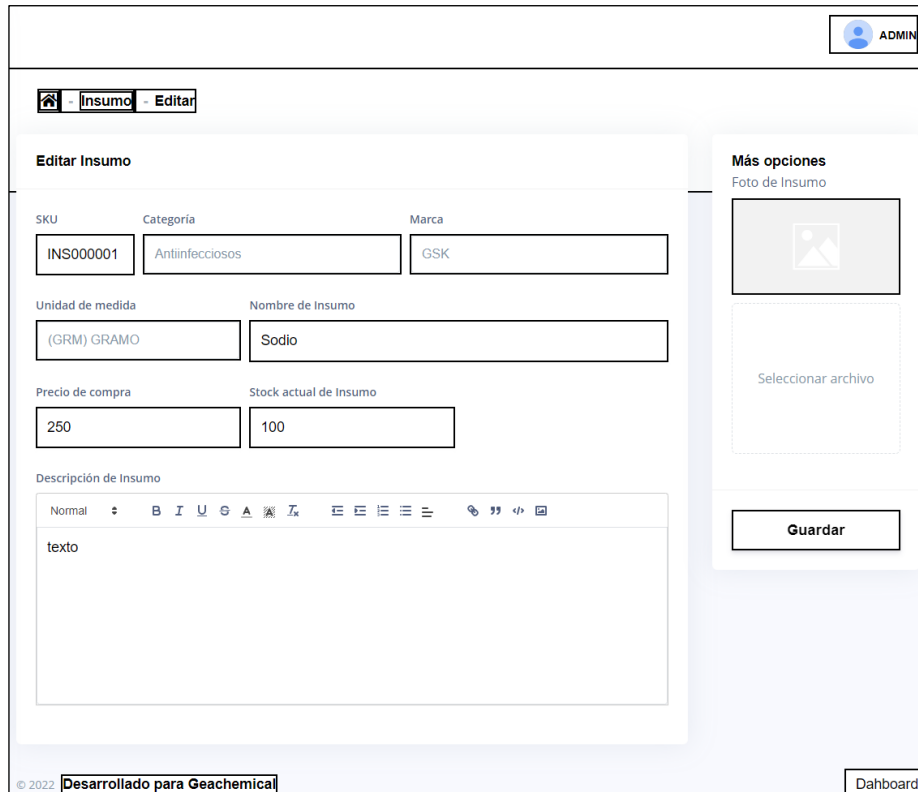 ADMIN
- Insumo - Editar
Editar Insumo
Más opciones
Foto de Insumo
SKU Categoría Marca
INS000001 Antiinfecciosos GSK
Unidad de medida Nombre de Insumo
(GRM) GRAMO Sodio
Seleccionar archivo
Precio de compra Stock actual de Insumo
250 100
Descripción de Insumo
Normal B I U S A A Tx
texto
Guardar
© 2022 Desarrollado para Geachemical
Dahboard